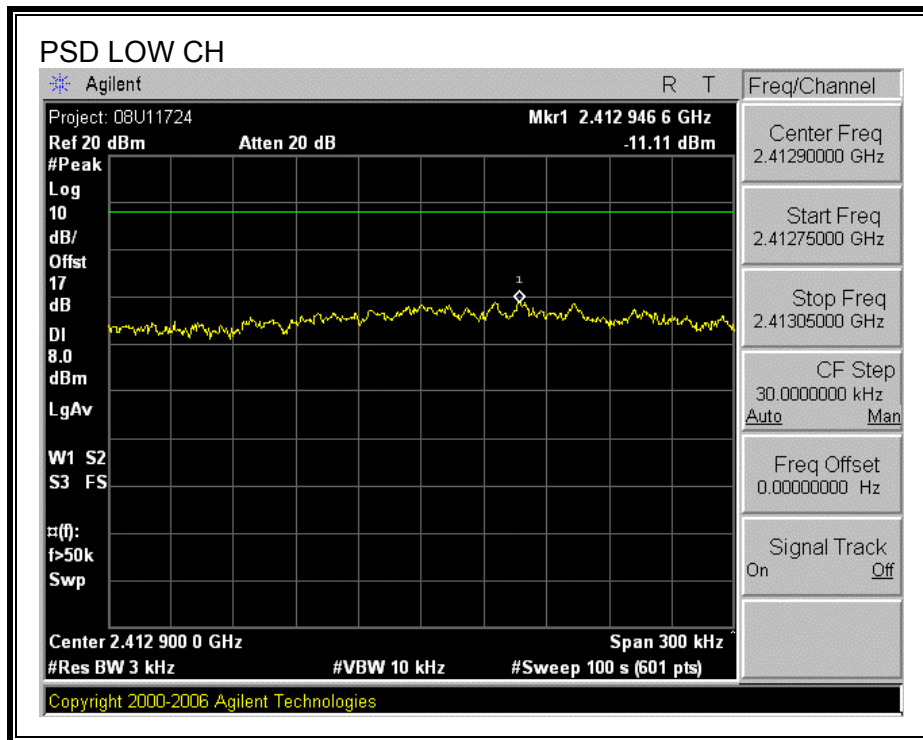 PSD LOW CH
Agilent R T
Project: 08U11724 Mkr1 2.412 946 6 GHz
Ref 20 dBm Atten 20 dB -11.11 dBm
#Peak
Log
10
dB/
Offst
17
dB
DI
8.0
dBm
LgAv
W1 S2
S3 FS
¤(f):
f>50k
Swp
1
Center 2.412 900 0 GHz Span 300 kHz
#Res BW 3 kHz #VBW 10 kHz #Sweep 100 s (601 pts)
Copyright 2000-2006 Agilent Technologies
Freq/Channel
Center Freq
2.41290000 GHz
Start Freq
2.41275000 GHz
Stop Freq
2.41305000 GHz
CF Step
30.0000000 kHz
Auto Man
Freq Offset
0.00000000 Hz
Signal Track
On Off